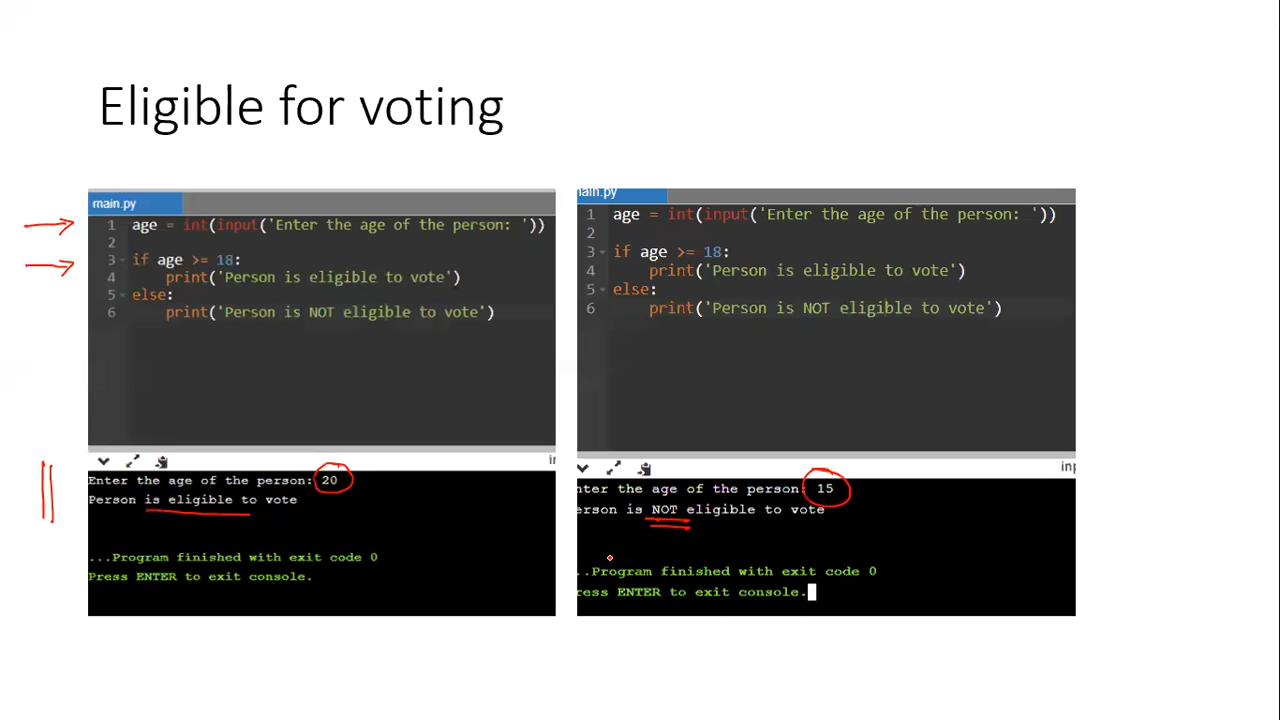 Eligible for voting
main.py
1 age = int(input('Enter the age of the person: '))
2
3 if age >= 18:
4 print('Person is eligible to vote')
5 else:
6 print('Person is NOT eligible to vote')
in
Enter the age of the person: 20
Person is eligible to vote
...Program finished with exit code 0
Press ENTER to exit console.
main.py
1 age = int(input('Enter the age of the person: '))
2
3 if age >= 18:
4 print('Person is eligible to vote')
5 else:
6 print('Person is NOT eligible to vote')
inp
nter the age of the person: 15
erson is NOT eligible to vote
..Program finished with exit code 0
ress ENTER to exit console.